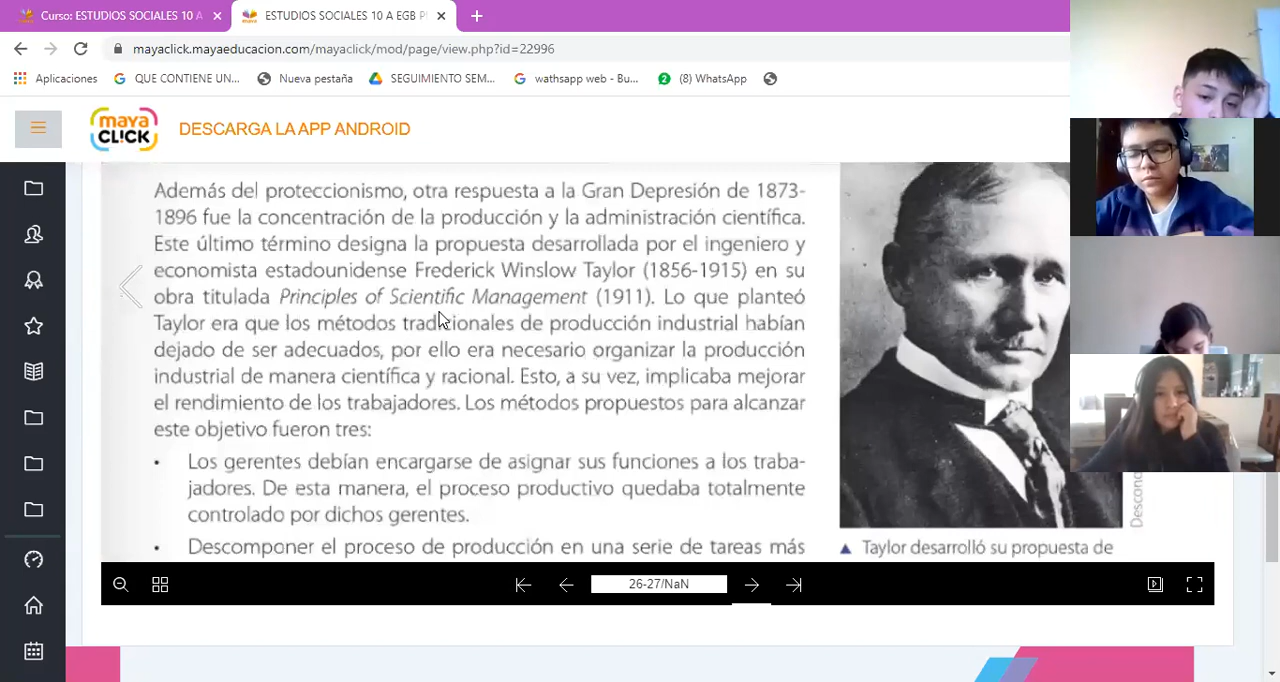 Curso: ESTUDIOS SOCIALES 10 A
ESTUDIOS SOCIALES 10 A EGB P
mayaclick.mayaeducacion.com/mayaclick/mod/page/view.php?id=22996
Aplicaciones
QUE CONTIENE UN...
Nueva pestaña
SEGUIMIENTO SEM...
wathsapp web - Bu...
2
(8) WhatsApp
maya
CLICK
DESCARGA LA APP ANDROID
Además del proteccionismo, otra respuesta a la Gran Depresión de 1873-
1896 fue la concentración de la producción y la administración científica.
Este último término designa la propuesta desarrollada por el ingeniero y
economista estadounidense Frederick Winslow Taylor (1856-1915) en su
obra titulada Principles of Scientific Management (1911). Lo que planteó
Taylor era que los métodos tradicionales de producción industrial habían
dejado de ser adecuados, por ello era necesario organizar la producción
industrial de manera científica y racional. Esto, a su vez, implicaba mejorar
el rendimiento de los trabajadores. Los métodos propuestos para alcanzar
este objetivo fueron tres:
• Los gerentes debían encargarse de asignar sus funciones a los traba-
jadores. De esta manera, el proceso productivo quedaba totalmente
controlado por dichos gerentes.
• Descomponer el proceso de producción en una serie de tareas más
Descono
▲ Taylor desarrolló su propuesta de
26-27/NaN